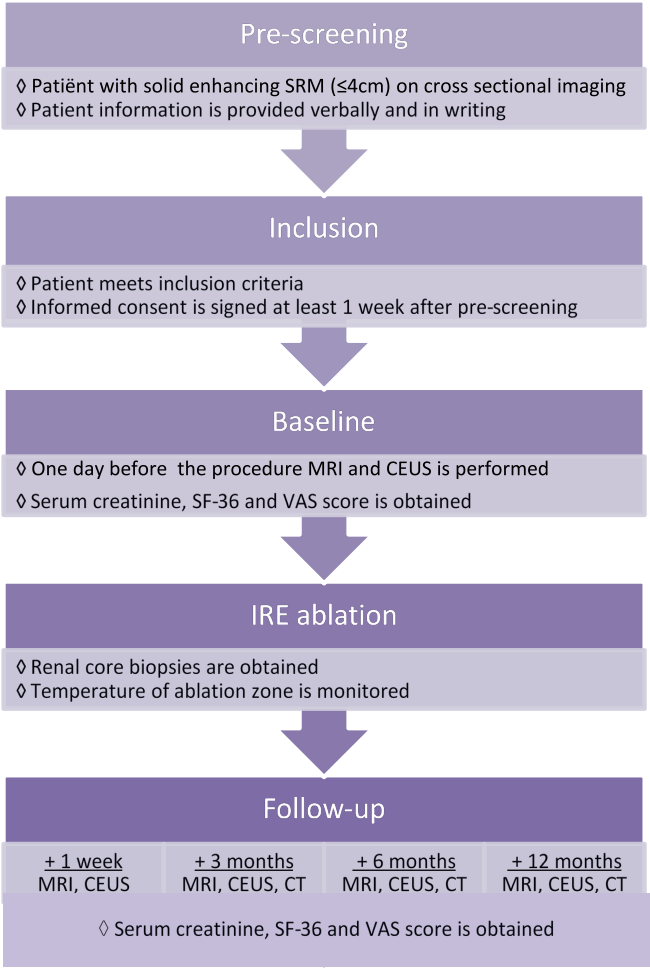 Pre-screening
◊ Patiënt with solid enhancing SRM (≤4cm) on cross sectional imaging
◊ Patient information is provided verbally and in writing
Inclusion
◊ Patient meets inclusion criteria
◊ Informed consent is signed at least 1 week after pre-screening
Baseline
◊ One day before  the procedure MRI and CEUS is performed
◊ Serum creatinine, SF-36 and VAS score is obtained
IRE ablation
◊ Renal core biopsies are obtained
◊ Temperature of ablation zone is monitored
Follow-up
+ 1 week + 3 months + 6 months + 12 months
MRI, CEUS MRI, CEUS, CT MRI, CEUS, CT MRI, CEUS, CT
◊ Serum creatinine, SF-36 and VAS score is obtained